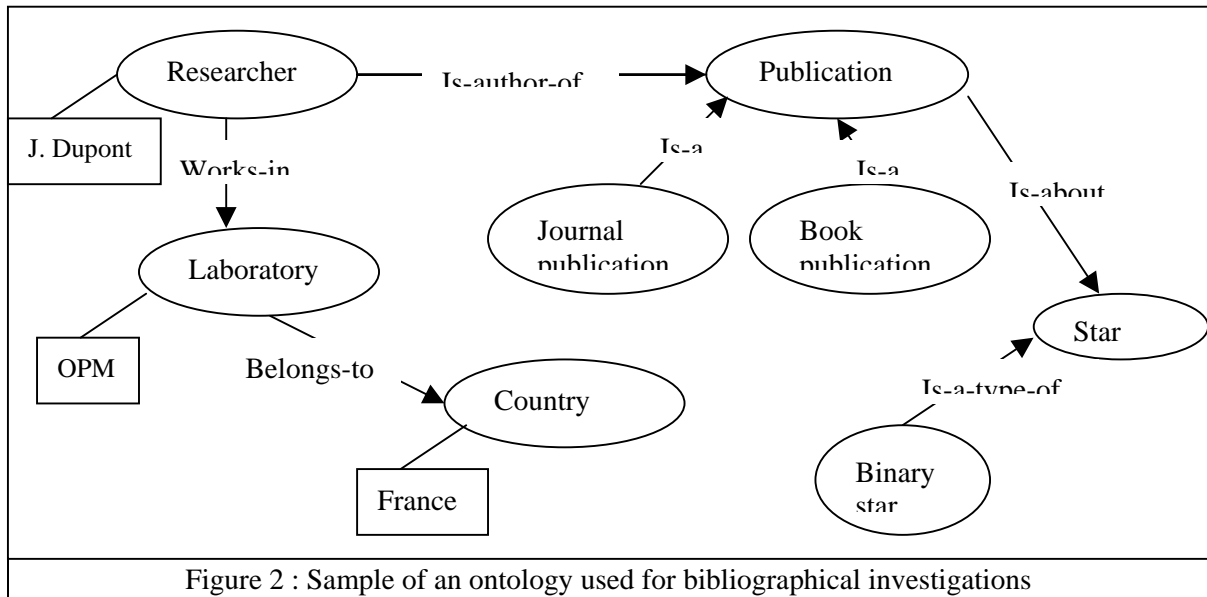 Researcher
Is-author-of
Publication
J. Dupont
Works-in
Is-a
Is-a
Is-about
Journal
publication
Book
publication
Laboratory
Star
OPM
Belongs-to
Country
Is-a-type-of
France
Binary
star
Figure 2 : Sample of an ontology used for bibliographical investigations